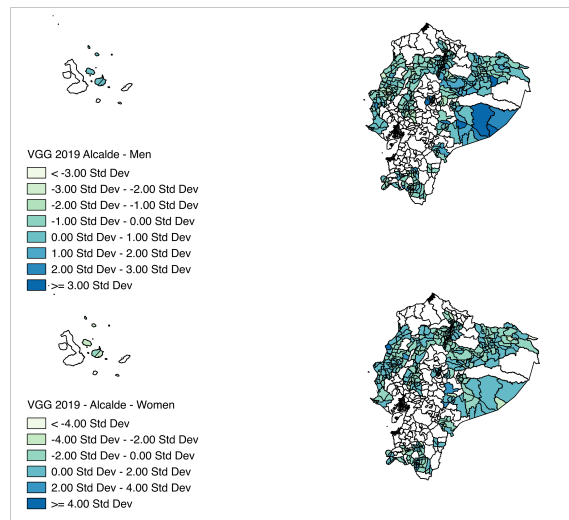 VGG 2019 Alcalde - Men
< -3.00 Std Dev
-3.00 Std Dev - -2.00 Std Dev
-2.00 Std Dev - -1.00 Std Dev
-1.00 Std Dev - 0.00 Std Dev
0.00 Std Dev - 1.00 Std Dev
1.00 Std Dev - 2.00 Std Dev
2.00 Std Dev - 3.00 Std Dev
>= 3.00 Std Dev
VGG 2019 - Alcalde - Women
< -4.00 Std Dev
-4.00 Std Dev - -2.00 Std Dev
-2.00 Std Dev - 0.00 Std Dev
0.00 Std Dev - 2.00 Std Dev
2.00 Std Dev - 4.00 Std Dev
>= 4.00 Std Dev